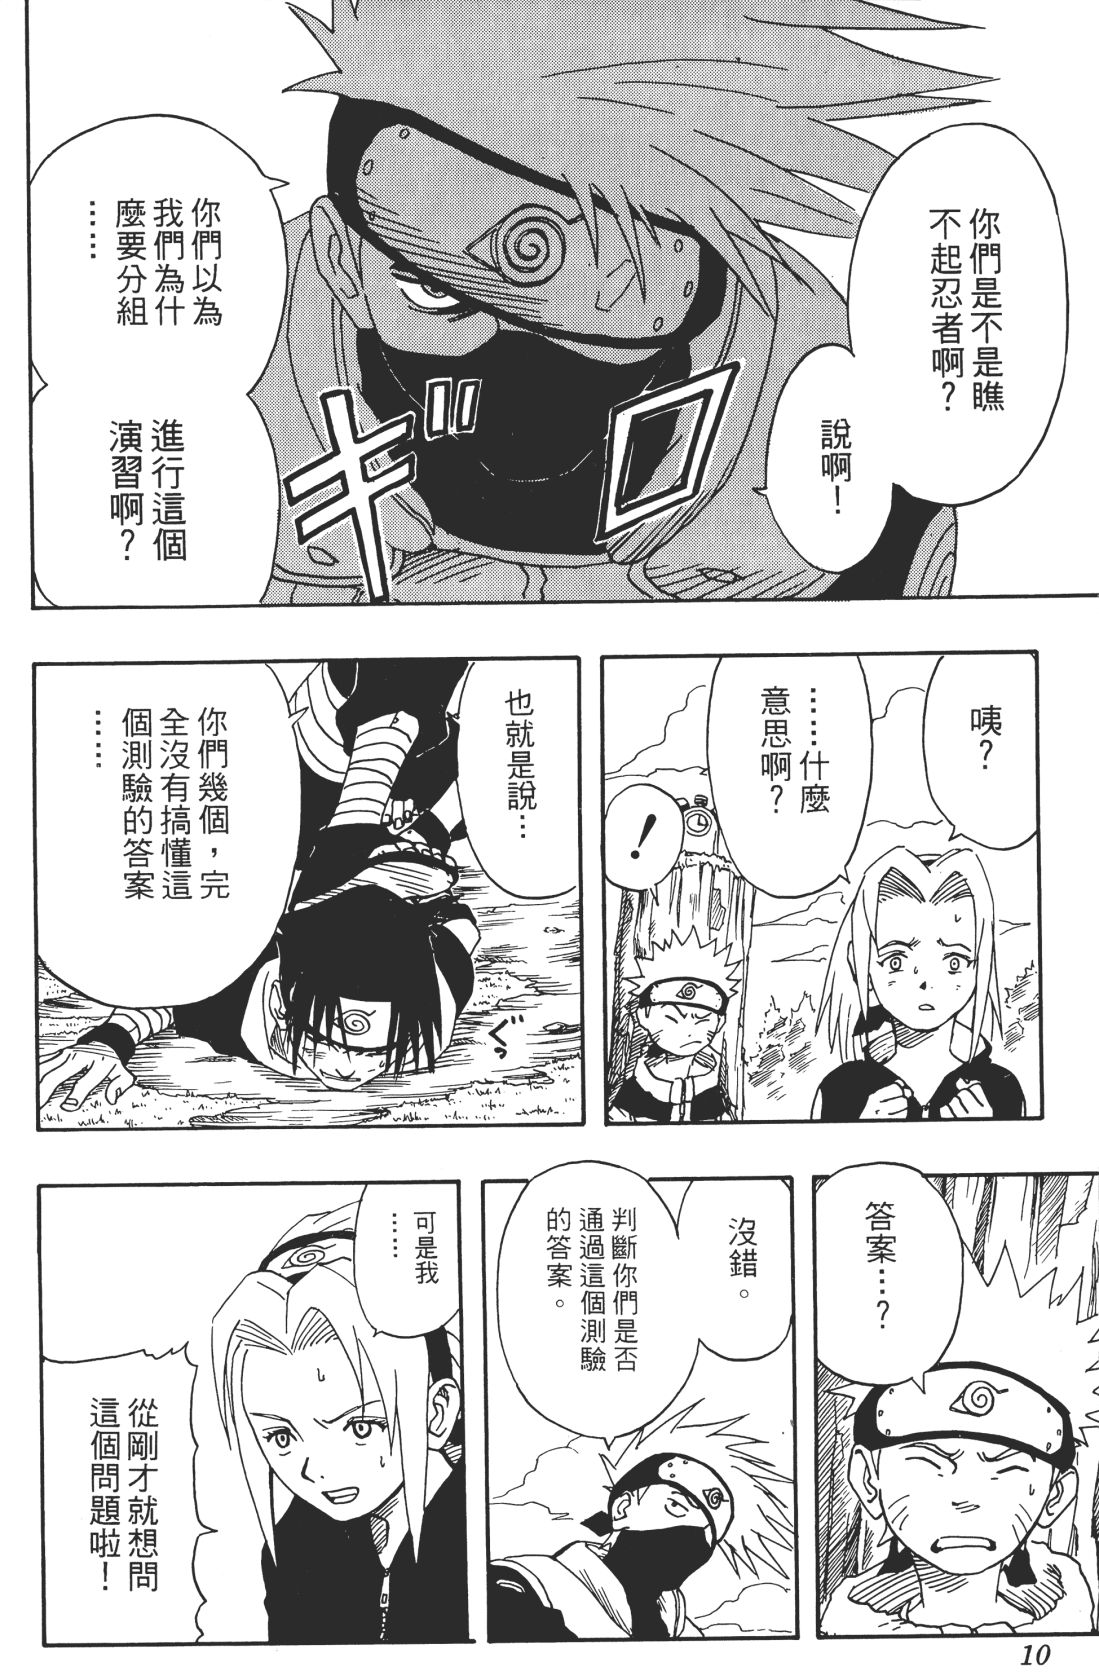 你們是不是瞧
不起忍者啊?
說啊!
你們以為
我們為什
麼要分組
……
進行這個
演習啊?
ギロ
咦?
……什麼
意思啊?
!
也就是說…
你們幾個，完
全沒有搞懂這
個測驗的答案
……
ぐっ
答案…?
沒錯。
判斷你們是否
通過這個測驗
的答案。
可是我
……
從剛才就想問
這個問題啦!
10